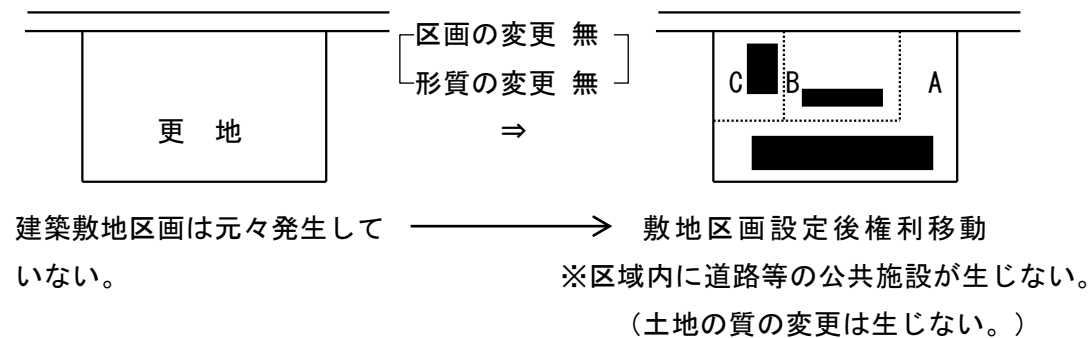 区画の変更 無
形質の変更 無
更 地
⇒
C
B
A
建築敷地区画は元々発生して
いない。
敷地区画設定後権利移動
※区域内に道路等の公共施設が生じない。
（土地の質の変更は生じない。）